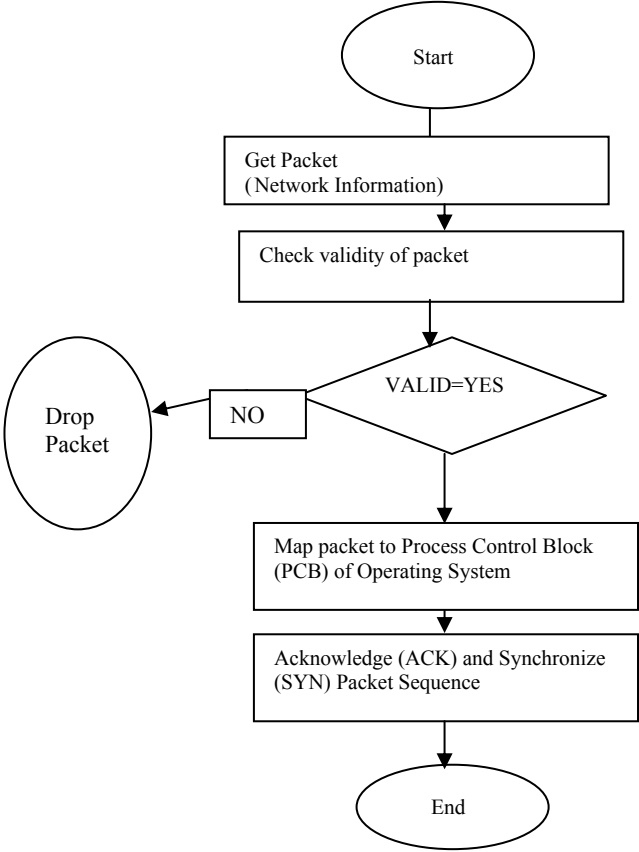 Start
Get Packet
(Network Information)
Check validity of packet
VALID=YES
NO
Drop
Packet
Map packet to Process Control Block
(PCB) of Operating System
Acknowledge (ACK) and Synchronize
(SYN) Packet Sequence
End